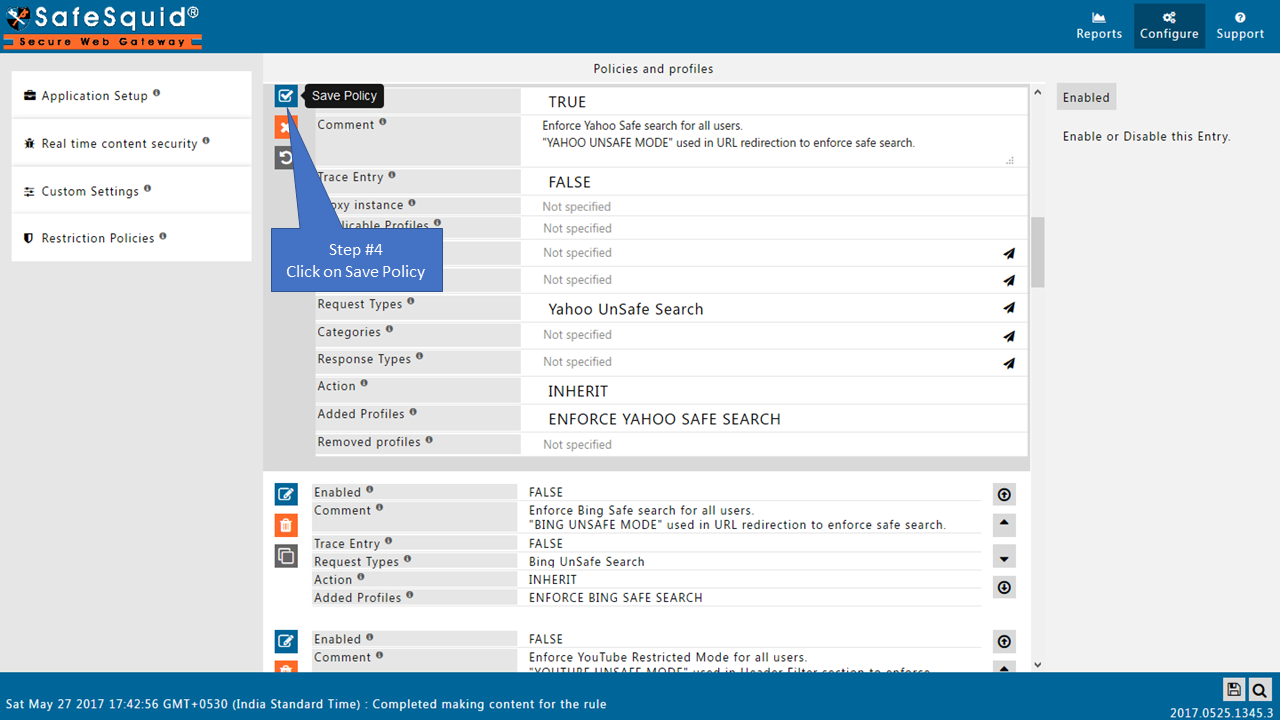 SafeSquid®
Secure Web Gateway
Reports
Configure
Support
Policies and profiles
Application Setup
Real time content security
Custom Settings
Restriction Policies
Save Policy
TRUE
Comment
Enforce Yahoo Safe search for all users.
"YAHOO UNSAFE MODE" used in URL redirection to enforce safe search.
Trace Entry
FALSE
Not specified
Not specified
Not specified
Not specified
Step #4
Click on Save Policy
Request Types
Yahoo UnSafe Search
Categories
Not specified
Response Types
Not specified
Action
INHERIT
Added Profiles
ENFORCE YAHOO SAFE SEARCH
Removed profiles
Not specified
Enabled
Enable or Disable this Entry.
Enabled
FALSE
Comment
Enforce Bing Safe search for all users.
"BING UNSAFE MODE" used in URL redirection to enforce safe search.
Trace Entry
FALSE
Request Types
Bing UnSafe Search
Action
INHERIT
Added Profiles
ENFORCE BING SAFE SEARCH
Enabled
FALSE
Comment
Enforce YouTube Restricted Mode for all users.
"YOUTUBE UNSAFE MODE" used in Header Filter section to enforce
Sat May 27 2017 17:42:56 GMT+0530 (India Standard Time) : Completed making content for the rule
2017.0525.1345.3